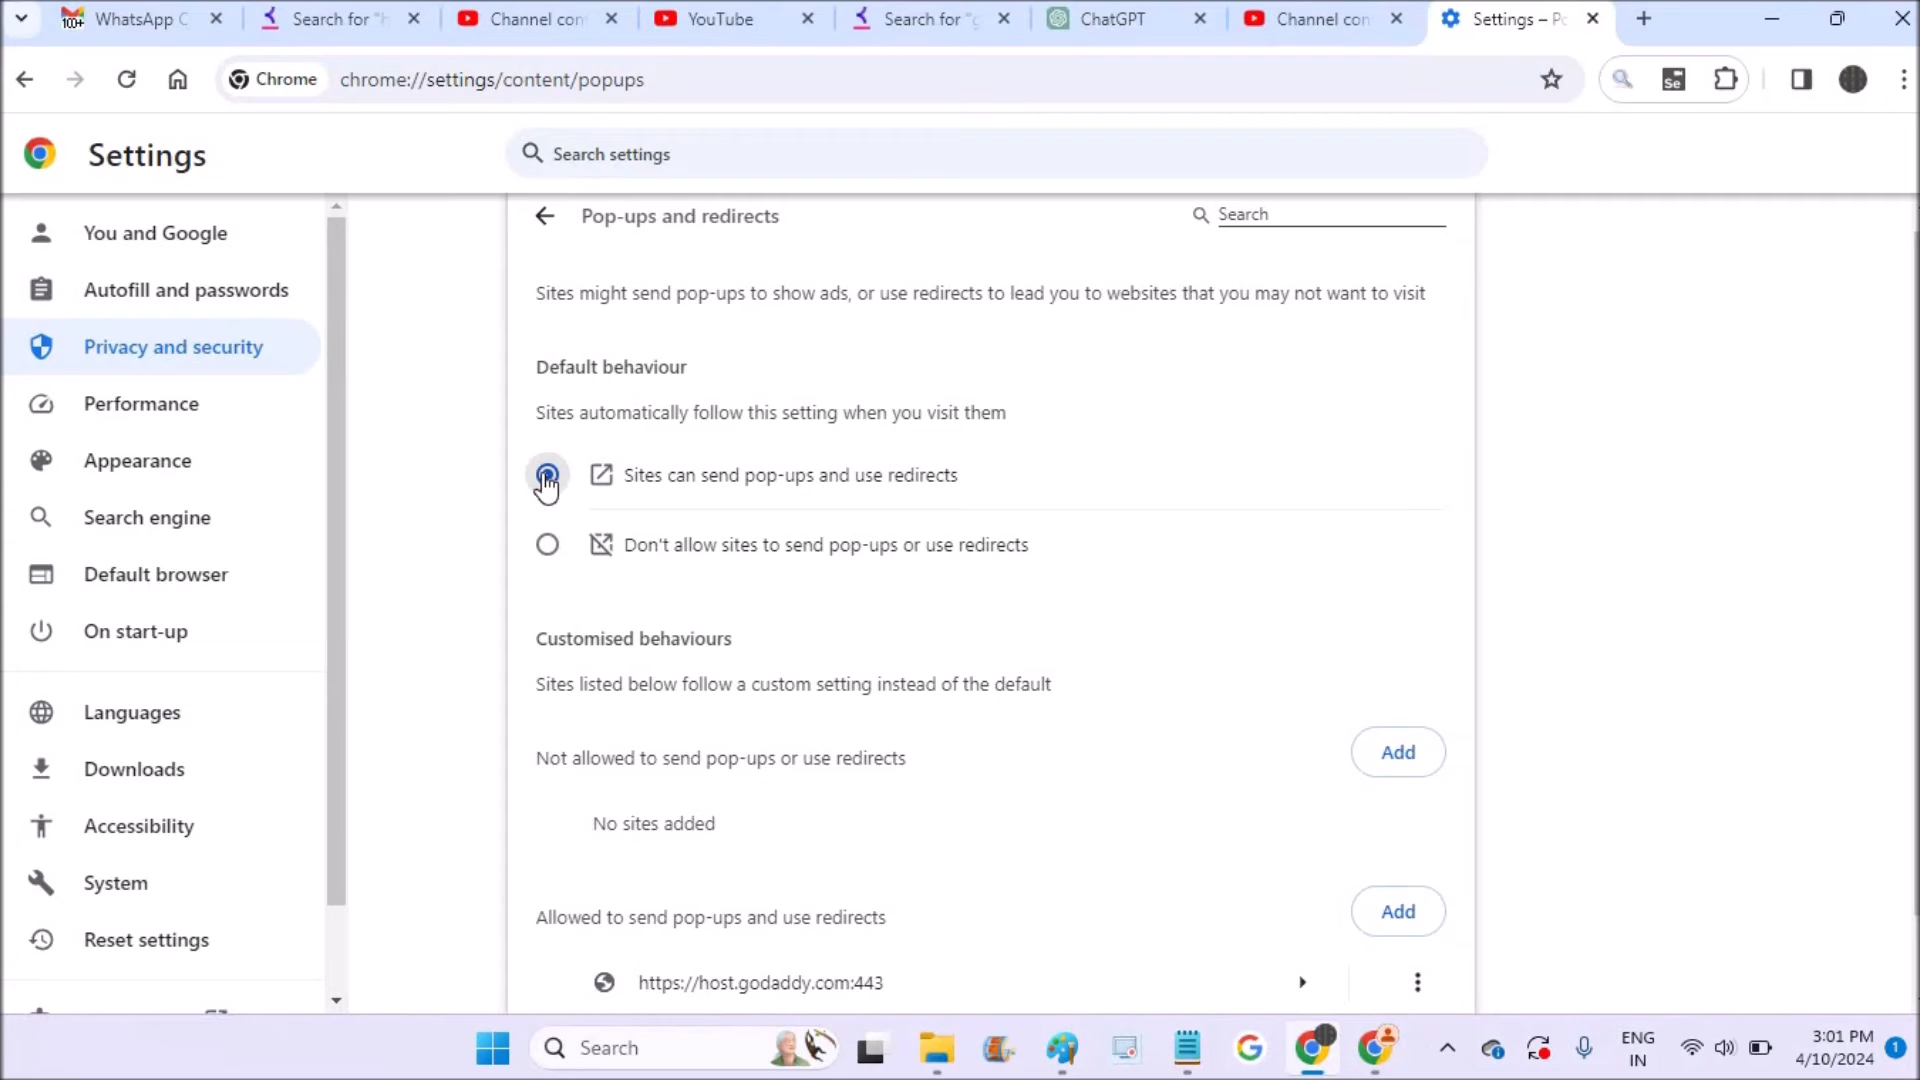 100+ WhatsApp C
Search for "h
Channel con
YouTube
Search for "g
ChatGPT
Channel con
Settings – Po
Chrome
chrome://settings/content/popups
Se
Settings
Search settings
You and Google
Autofill and passwords
Privacy and security
Performance
Appearance
Search engine
Default browser
On start-up
Languages
Downloads
Accessibility
System
Reset settings
Pop-ups and redirects
Search
Sites might send pop-ups to show ads, or use redirects to lead you to websites that you may not want to visit
Default behaviour
Sites automatically follow this setting when you visit them
Sites can send pop-ups and use redirects
Don't allow sites to send pop-ups or use redirects
Customised behaviours
Sites listed below follow a custom setting instead of the default
Not allowed to send pop-ups or use redirects
Add
No sites added
Allowed to send pop-ups and use redirects
Add
https://host.godaddy.com:443
Search
ENG
IN
3:01 PM
4/10/2024
1